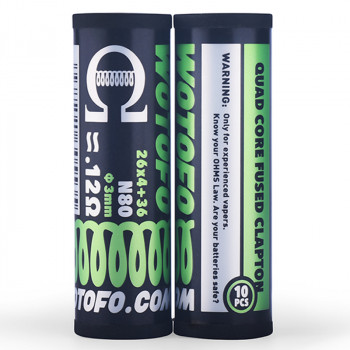 Ω
≈.12Ω
Φ3mm
N80
26x4+36
WOTOFO
WOTOFO.COM
WOTOFO
WARNING: Only for experienced vapers.
Know your OHMS Law. Are your
batteries safe?
QUAD CORE FUSED CLAPTON
10
PCS